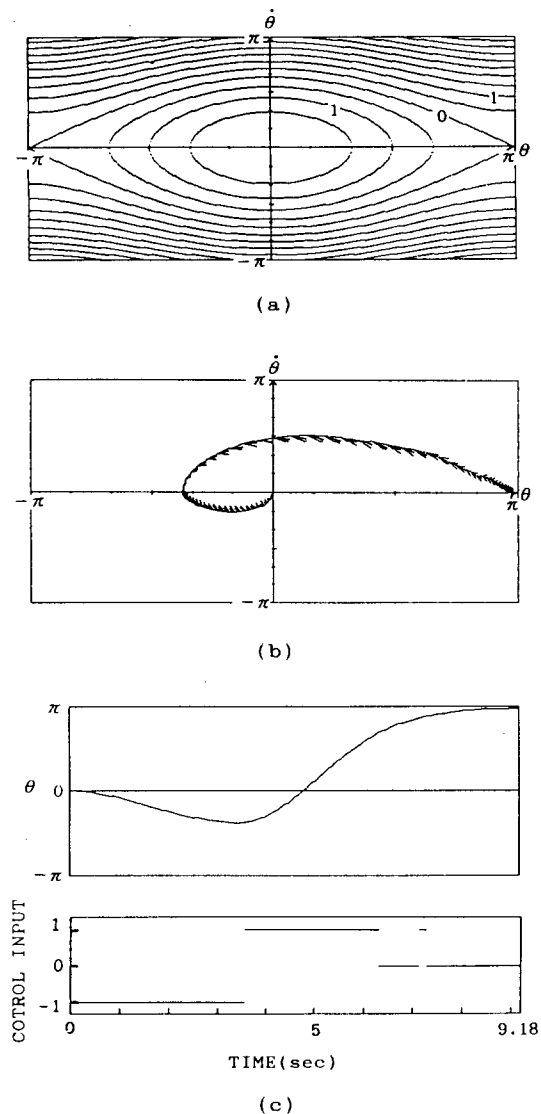 θ̇
π
1
1
0
−π
π θ
−π
(a)
θ̇
π
−π
π θ
−π
(b)
π
θ 0
−π
COTROL INPUT
1
0
-1
0 5 9.18
TIME(sec)
(c)